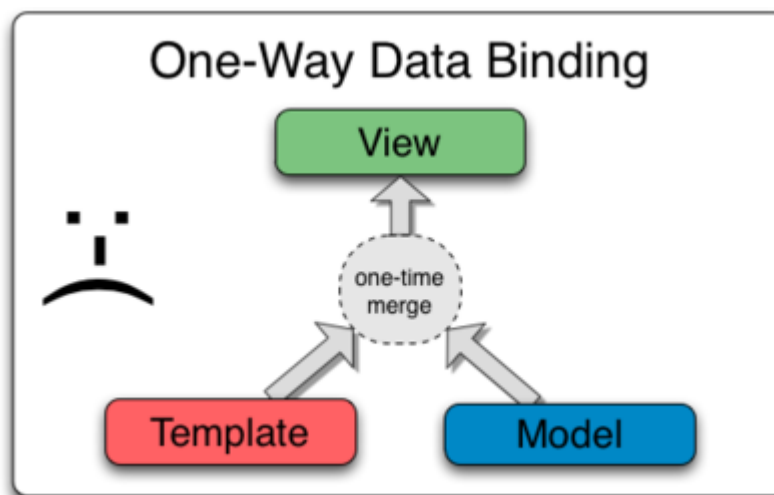 One-Way Data Binding
View
one-time
merge
Template
Model